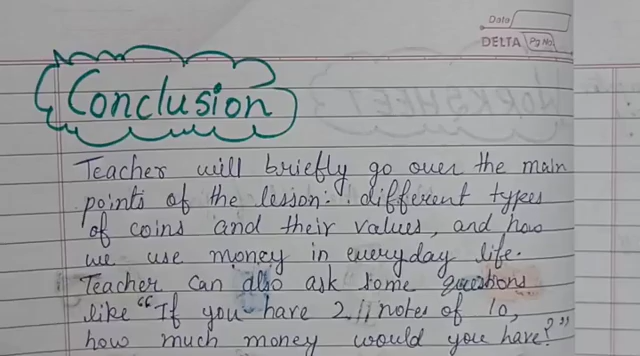 Date
DELTA Pg No.
Conclusion
Teacher will briefly go over the main
points of the lesson: different types
of coins and their values, and how
we use money in everyday life.
Teacher can also ask some questions
like "If you have 2 notes of 10,
how much money would you have?"